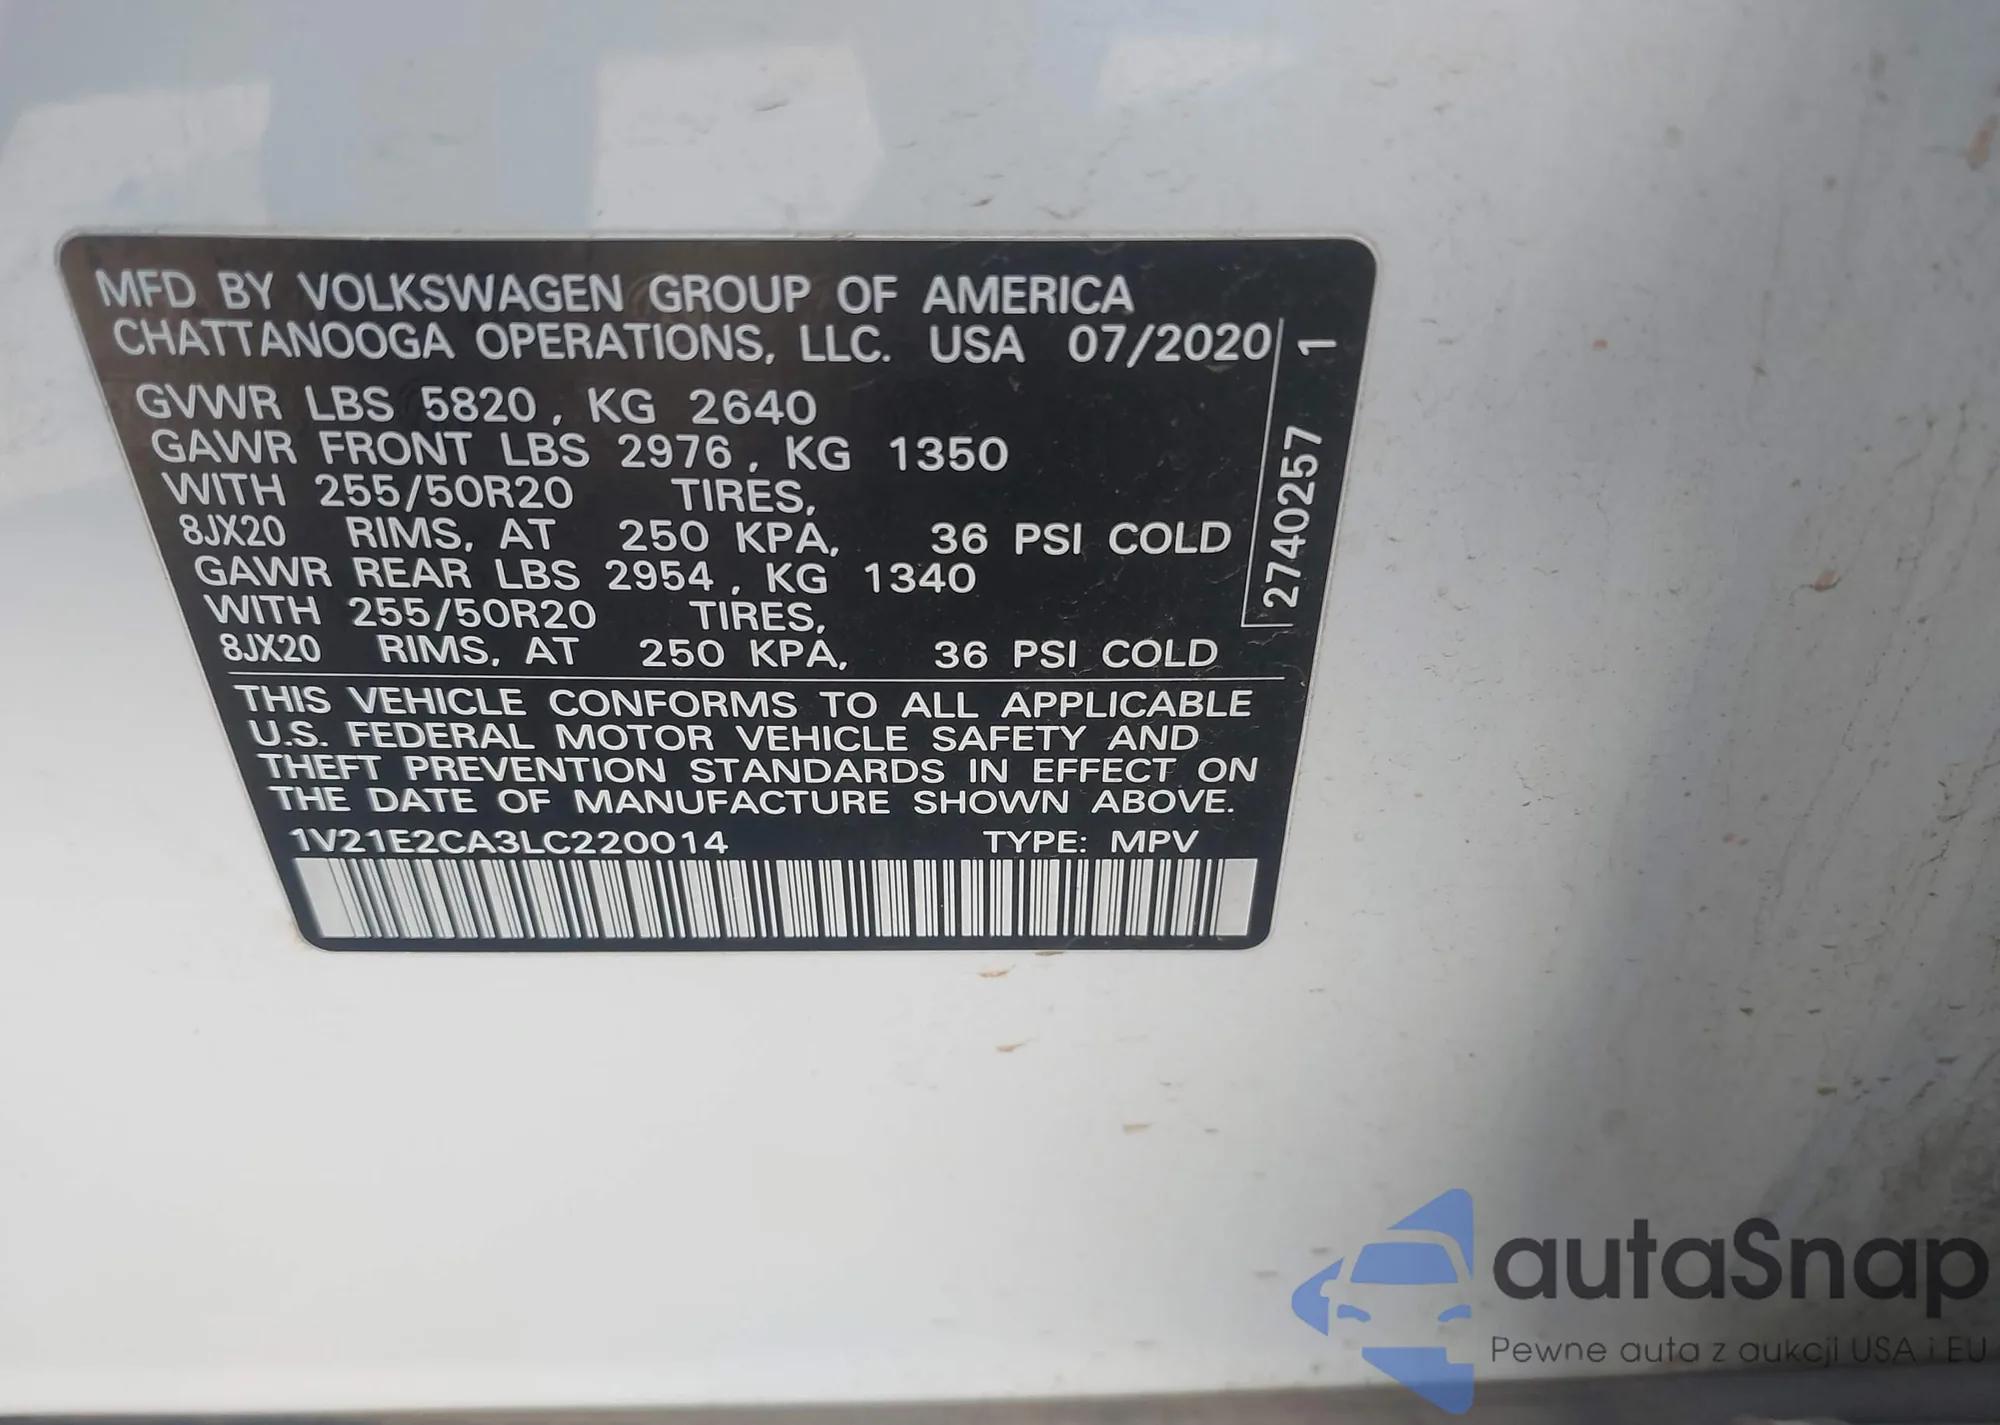 MFD BY VOLKSWAGEN GROUP OF AMERICA
CHATTANOOGA OPERATIONS, LLC. USA 07/2020
GVWR LBS 5820, KG 2640
GAWR FRONT LBS 2976, KG 1350
WITH 255/50R20 TIRES,
8JX20 RIMS, AT 250 KPA, 36 PSI COLD
GAWR REAR LBS 2954, KG 1340
WITH 255/50R20 TIRES,
8JX20 RIMS, AT 250 KPA, 36 PSI COLD
2740257 1
THIS VEHICLE CONFORMS TO ALL APPLICABLE
U.S. FEDERAL MOTOR VEHICLE SAFETY AND
THEFT PREVENTION STANDARDS IN EFFECT ON
THE DATE OF MANUFACTURE SHOWN ABOVE.
1V21E2CA3LC220014 TYPE: MPV
autaSnap
Pewne auta z aukcji USA i EU